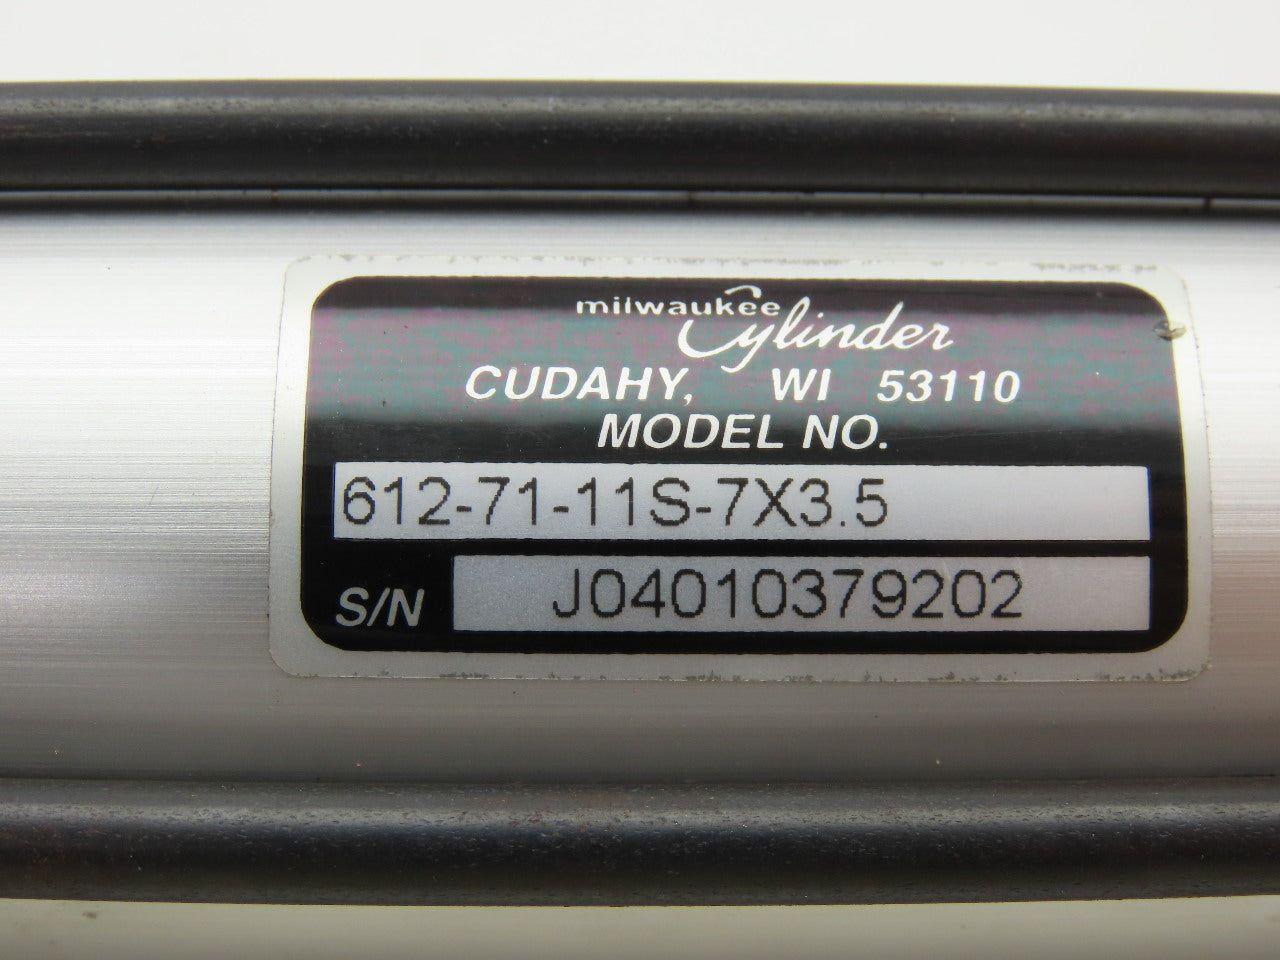 milwaukee Cylinder
CUDAHY, WI 53110
MODEL NO.
612-71-11S-7X3.5
S/N J04010379202